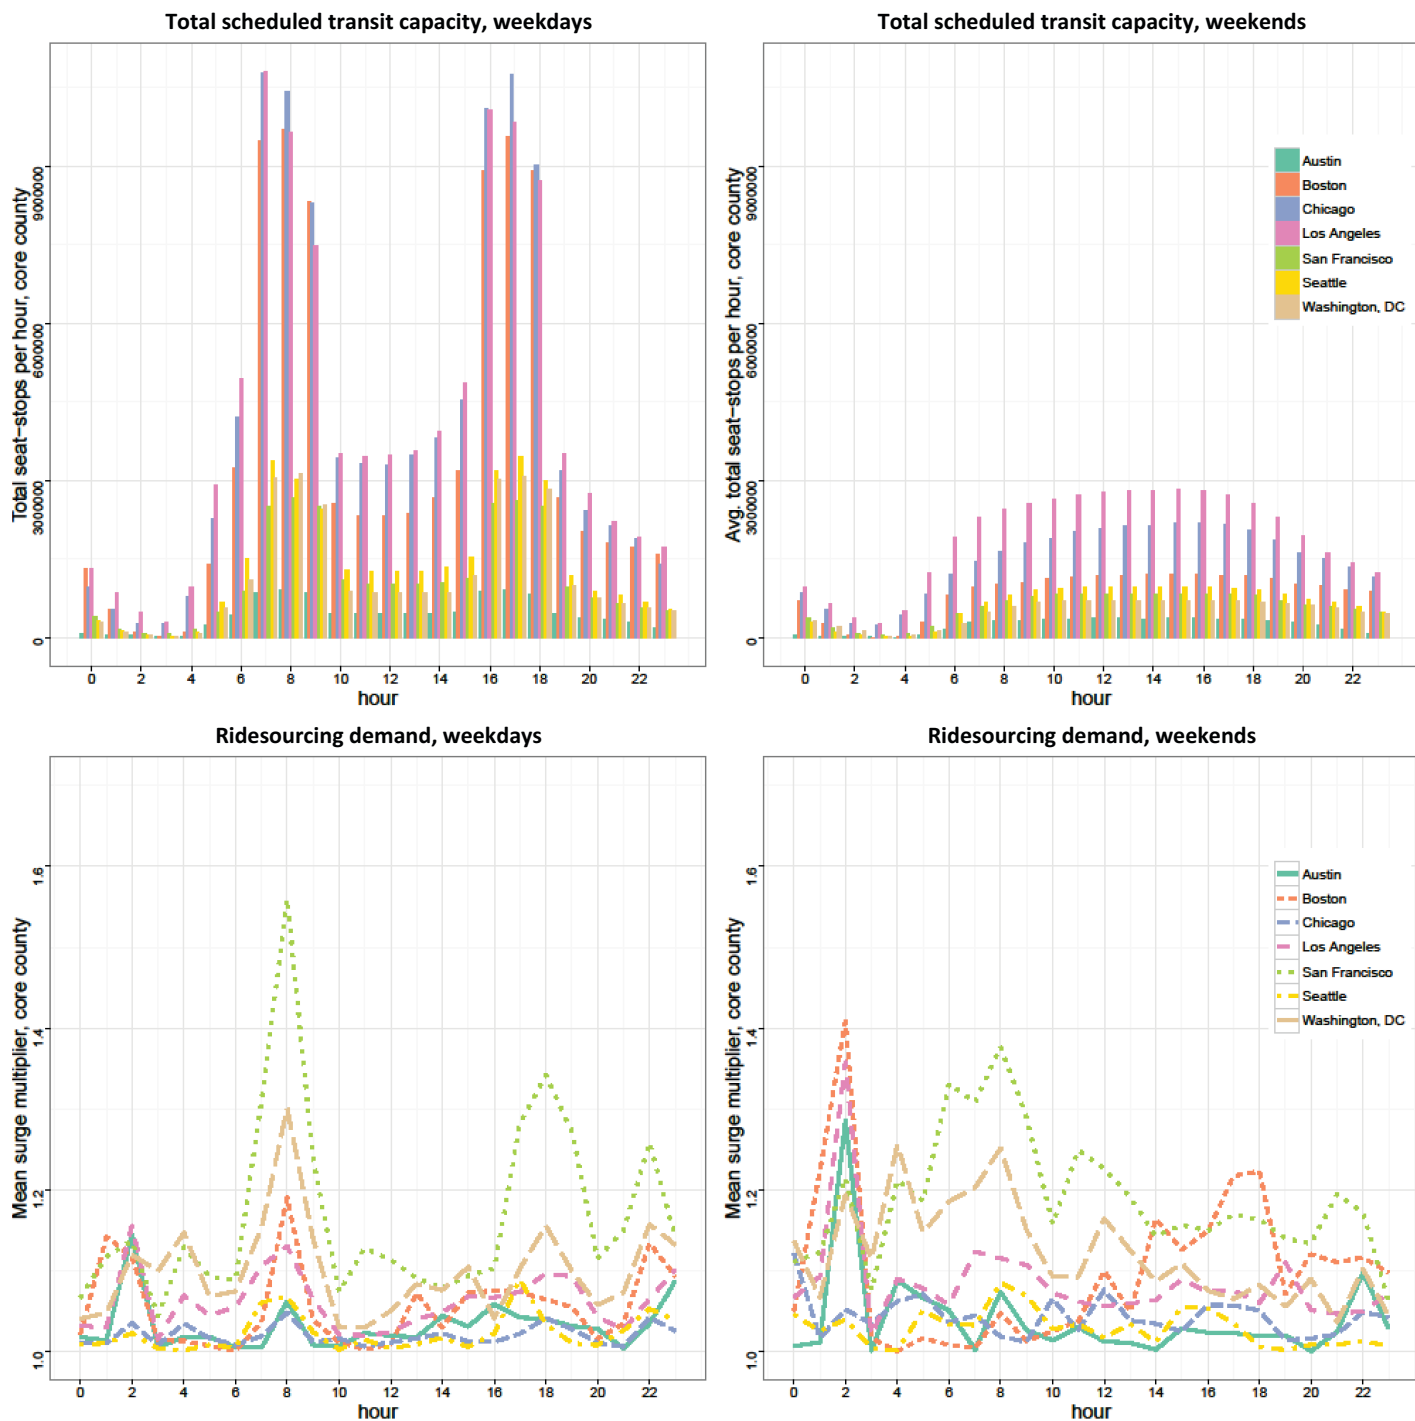 Total scheduled transit capacity, weekdays
Total seat-stops per hour, core county
9000000
6000000
3000000
0
0 2 4 6 8 10 12 14 16 18 20 22
hour
Total scheduled transit capacity, weekends
Avg. total seat-stops per hour, core county
9000000
6000000
3000000
0
Austin
Boston
Chicago
Los Angeles
San Francisco
Seattle
Washington, DC
0 2 4 6 8 10 12 14 16 18 20 22
hour
Ridesourcing demand, weekdays
Mean surge multiplier, core county
1.6
1.4
1.2
1.0
0 2 4 6 8 10 12 14 16 18 20 22
hour
Ridesourcing demand, weekends
Mean surge multiplier, core county
1.6
1.4
1.2
1.0
Austin
Boston
Chicago
Los Angeles
San Francisco
Seattle
Washington, DC
0 2 4 6 8 10 12 14 16 18 20 22
hour